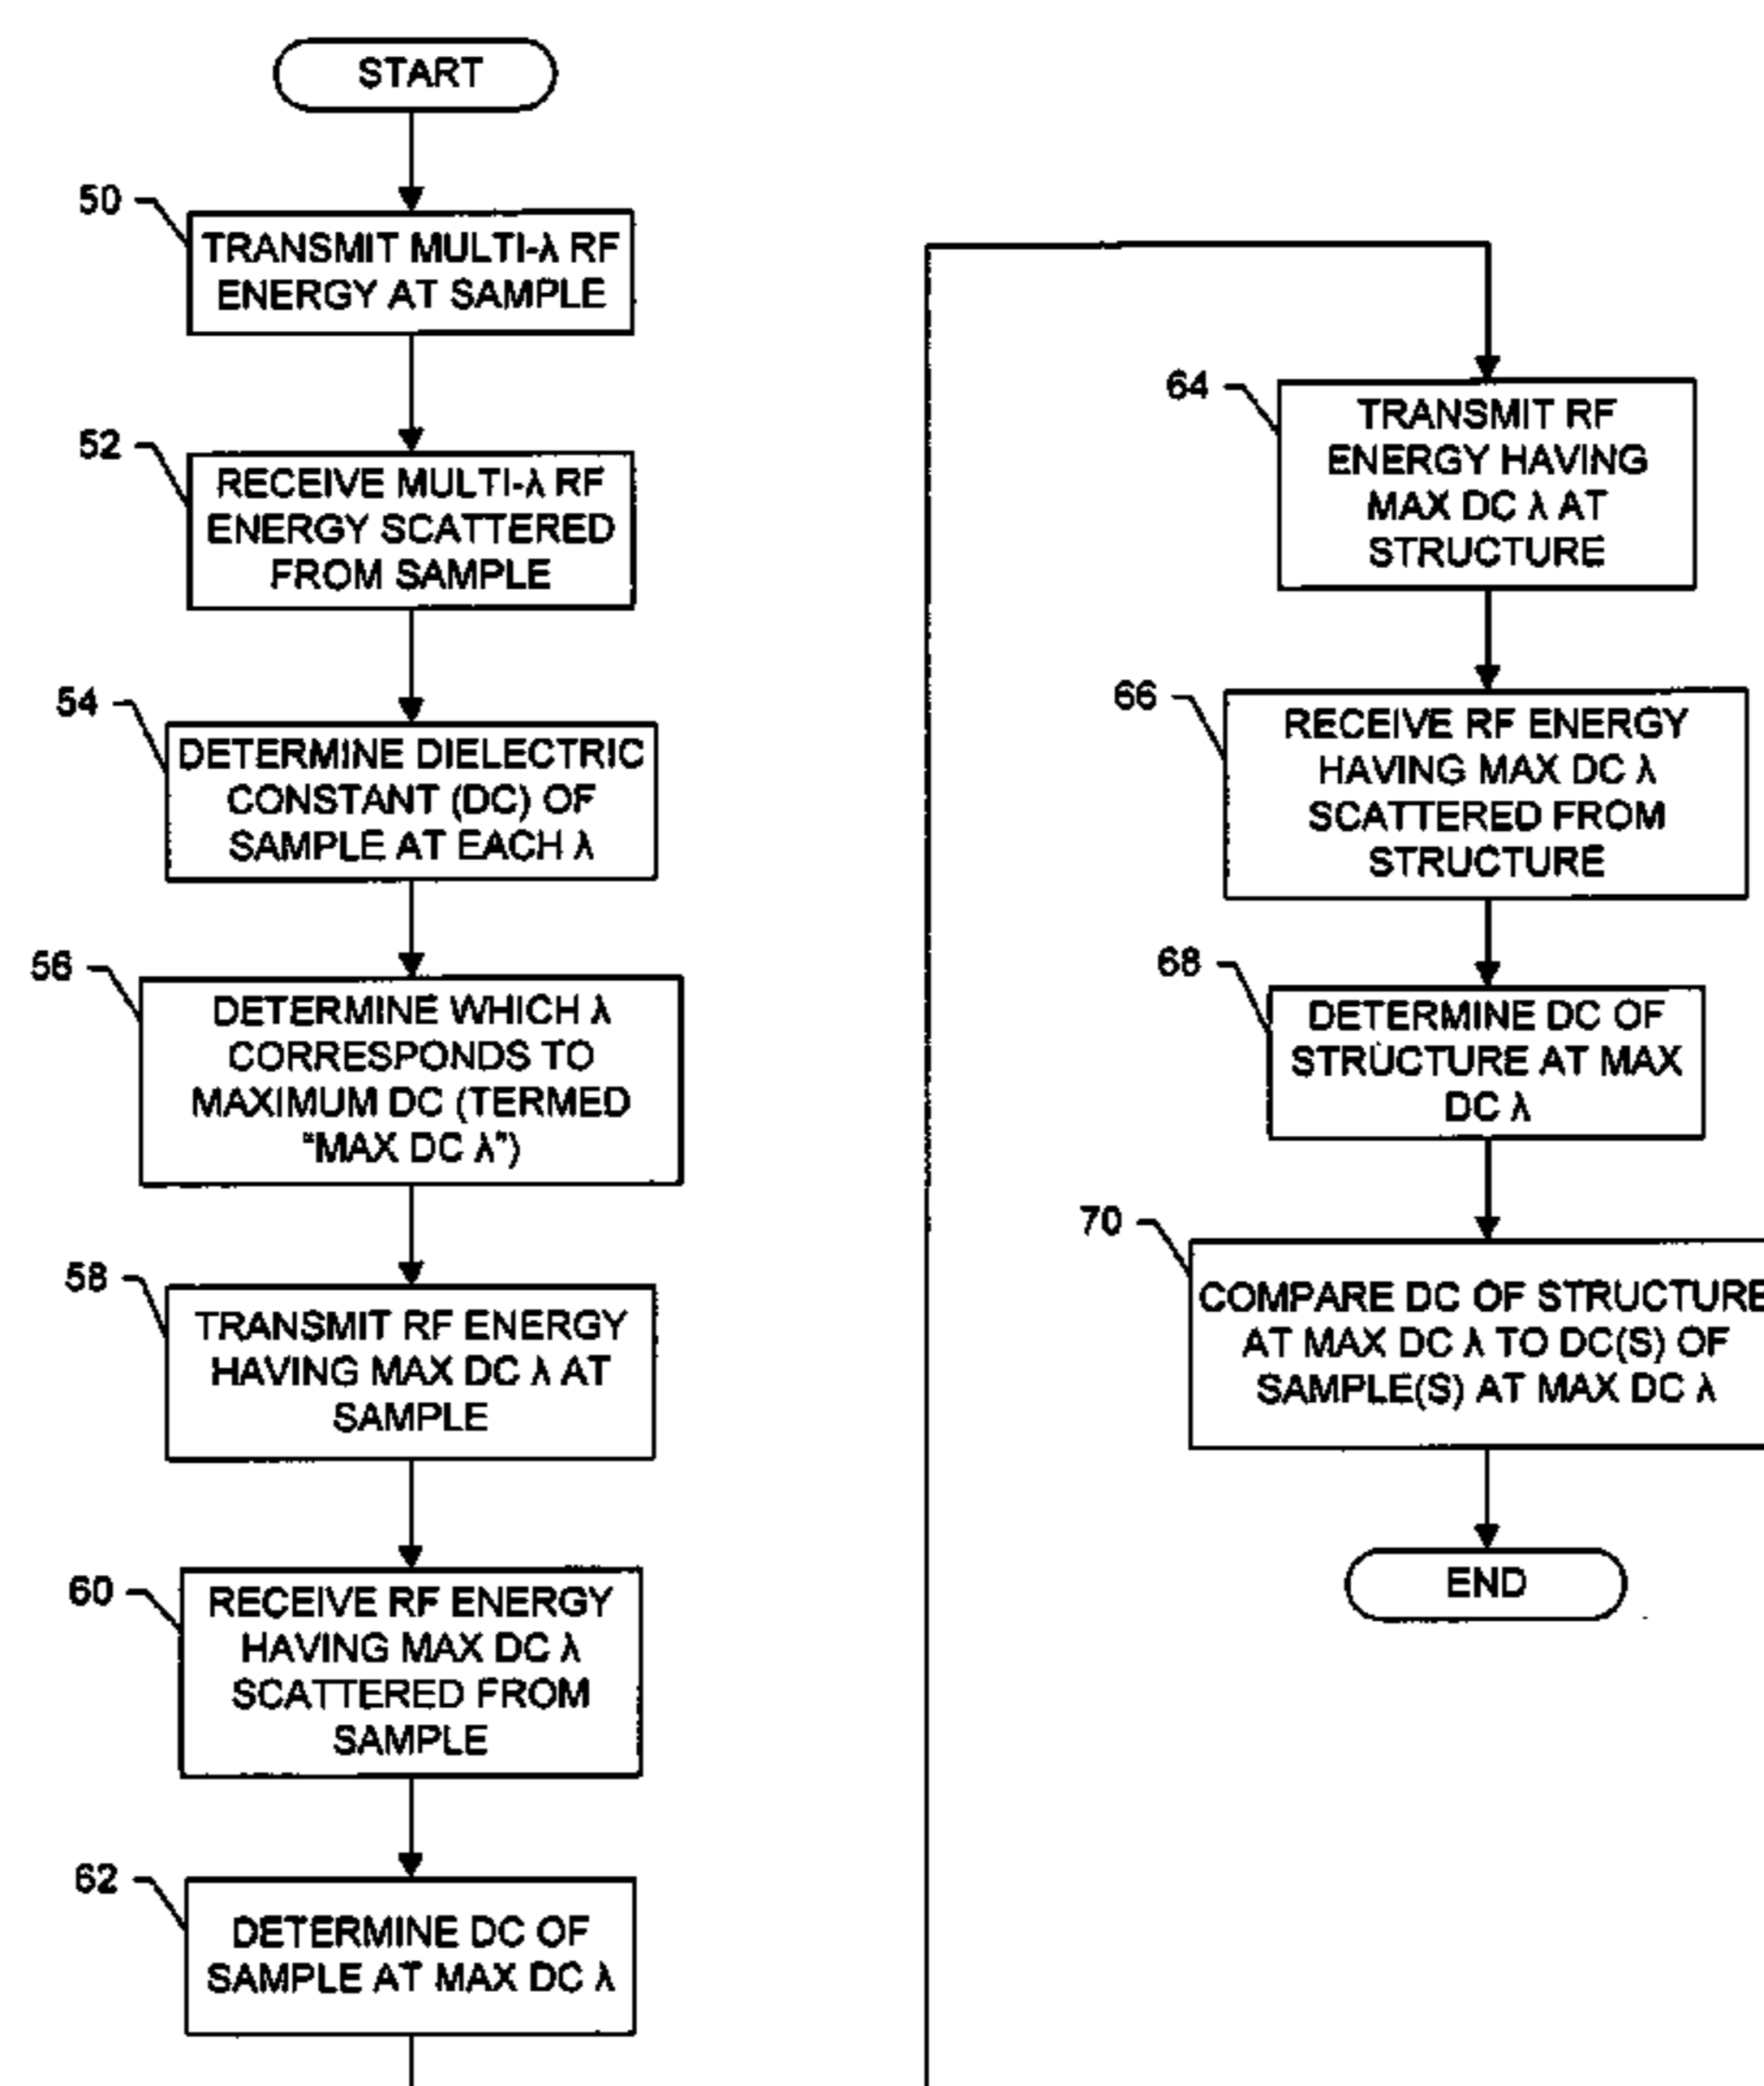 START
50
TRANSMIT MULTI-λ RF
ENERGY AT SAMPLE
52
RECEIVE MULTI-λ RF
ENERGY SCATTERED
FROM SAMPLE
54
DETERMINE DIELECTRIC
CONSTANT (DC) OF
SAMPLE AT EACH λ
56
DETERMINE WHICH λ
CORRESPONDS TO
MAXIMUM DC (TERMED
"MAX DC λ")
58
TRANSMIT RF ENERGY
HAVING MAX DC λ AT
SAMPLE
60
RECEIVE RF ENERGY
HAVING MAX DC λ
SCATTERED FROM
SAMPLE
62
DETERMINE DC OF
SAMPLE AT MAX DC λ
64
TRANSMIT RF
ENERGY HAVING
MAX DC λ AT
STRUCTURE
66
RECEIVE RF ENERGY
HAVING MAX DC λ
SCATTERED FROM
STRUCTURE
68
DETERMINE DC OF
STRUCTURE AT MAX
DC λ
70
COMPARE DC OF STRUCTURE
AT MAX DC λ TO DC(S) OF
SAMPLE(S) AT MAX DC λ
END